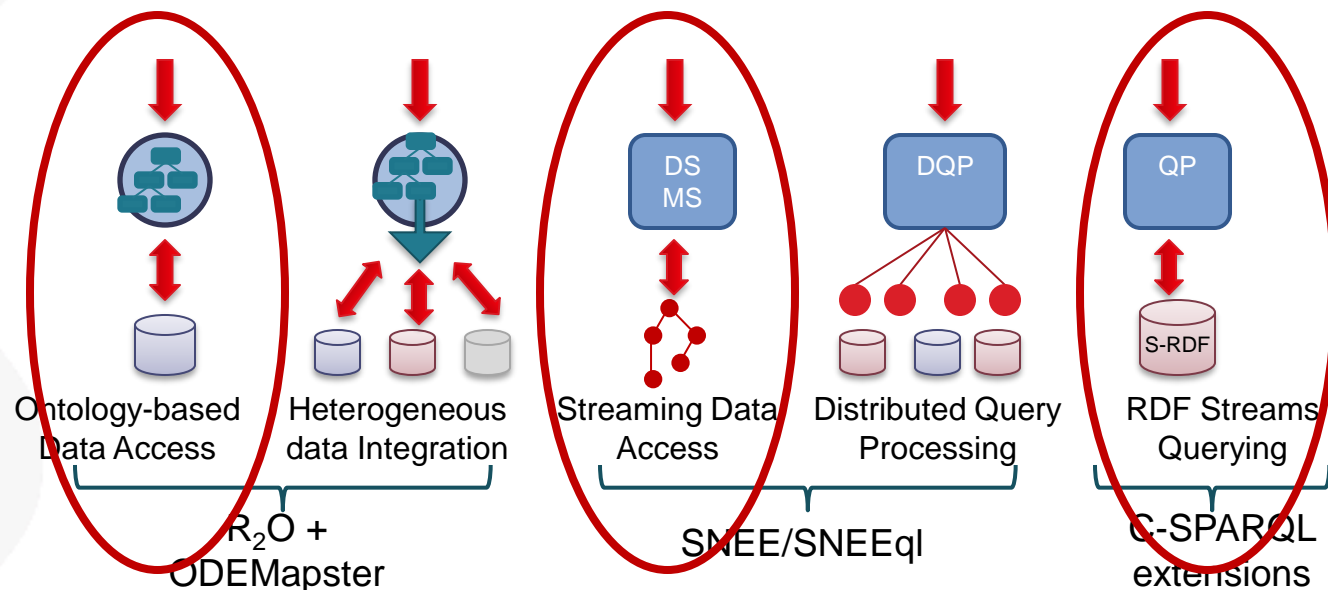 DS
MS
DQP
QP
S-RDF
Ontology-based
Data Access
Heterogeneous
data Integration
Streaming Data
Access
Distributed Query
Processing
RDF Streams
Querying
R₂O +
ODEMapster
SNEE/SNEEql
C-SPARQL
extensions